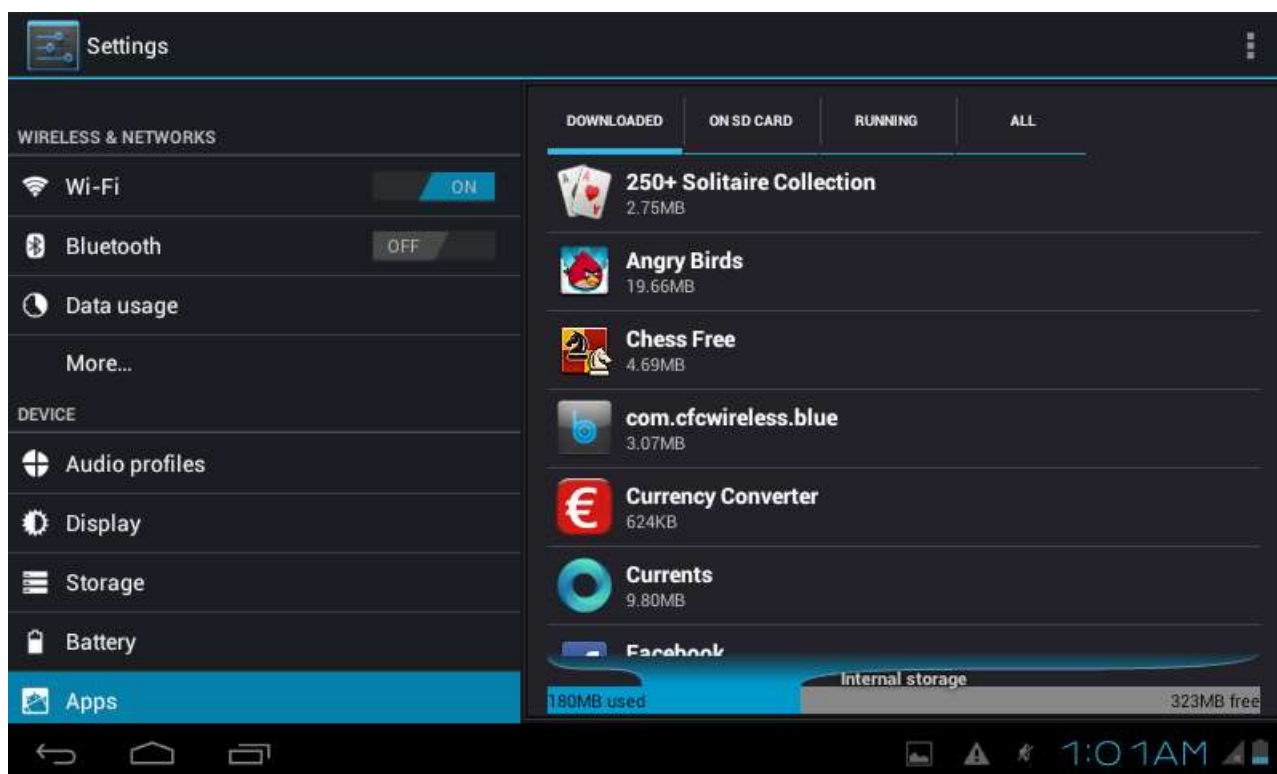 Settings
WIRELESS & NETWORKS
Wi-Fi ON
Bluetooth OFF
Data usage
More...
DEVICE
Audio profiles
Display
Storage
Battery
Apps
DOWNLOADED ON SD CARD RUNNING ALL
250+ Solitaire Collection
2.75MB
Angry Birds
19.66MB
Chess Free
4.69MB
com.cfcwireless.blue
3.07MB
Currency Converter
624KB
Currents
9.80MB
Facebook
Internal storage
180MB used 323MB free
1:01AM